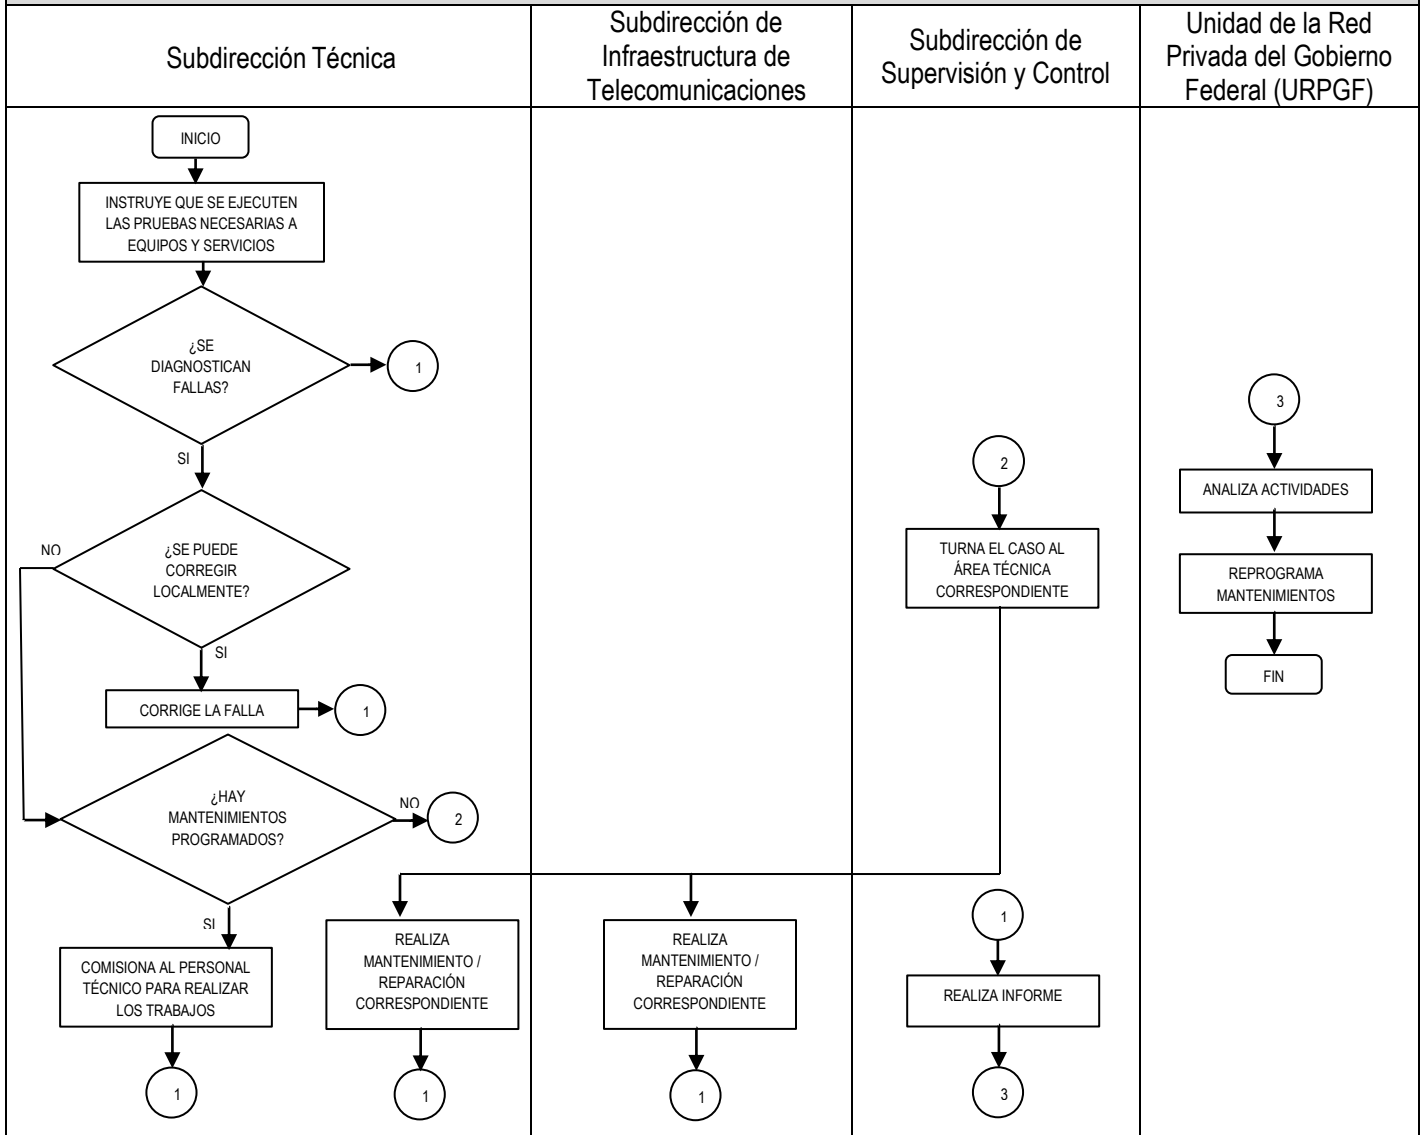 Subdirección Técnica
Subdirección de
Infraestructura de
Telecomunicaciones
Subdirección de
Supervisión y Control
Unidad de la Red
Privada del Gobierno
Federal (URPGF)
INICIO
INSTRUYE QUE SE EJECUTEN
LAS PRUEBAS NECESARIAS A
EQUIPOS Y SERVICIOS
¿SE
DIAGNOSTICAN
FALLAS?
1
SI
¿SE PUEDE
CORREGIR
LOCALMENTE?
NO
SI
CORRIGE LA FALLA
1
¿HAY
MANTENIMIENTOS
PROGRAMADOS?
NO
2
SI
COMISIONA AL PERSONAL
TÉCNICO PARA REALIZAR
LOS TRABAJOS
1
REALIZA
MANTENIMIENTO /
REPARACIÓN
CORRESPONDIENTE
1
REALIZA
MANTENIMIENTO /
REPARACIÓN
CORRESPONDIENTE
1
2
TURNA EL CASO AL
ÁREA TÉCNICA
CORRESPONDIENTE
1
REALIZA INFORME
3
3
ANALIZA ACTIVIDADES
REPROGRAMA
MANTENIMIENTOS
FIN